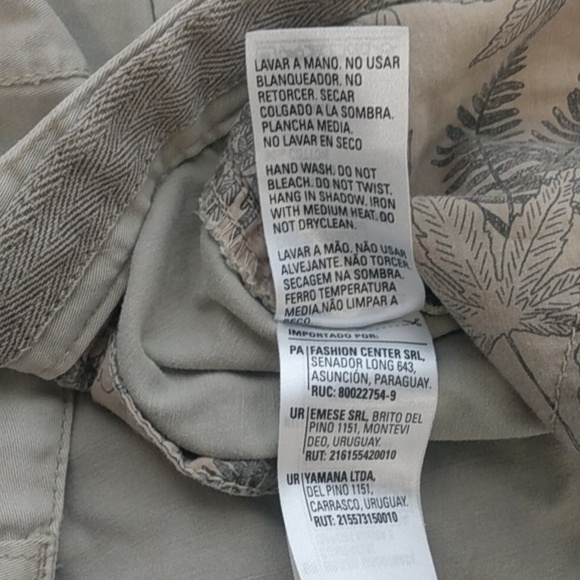 LAVAR A MANO. NO USAR
BLANQUEADOR. NO
RETORCER. SECAR
COLGADO A LA SOMBRA.
PLANCHA MEDIA.
NO LAVAR EN SECO
HAND WASH. DO NOT
BLEACH. DO NOT TWIST.
HANG IN SHADOW. IRON
WITH MEDIUM HEAT. DO
NOT DRYCLEAN.
LAVAR A MÃO. NÃO USAR
ALVEJANTE. NÃO TORCER.
SECAGEM NA SOMBRA.
FERRO TEMPERATURA
MEDIA.NÃO LIMPAR A
SECO.
IMPORTADO POR:
PA FASHION CENTER SRL,
SENADOR LONG 643,
ASUNCIÓN, PARAGUAY.
RUC: 80022754-9
UR EMESE SRL, BRITO DEL
PINO 1151, MONTEVI
DEO, URUGUAY.
RUT: 216155420010
UR YAMANA LTDA,
DEL PINO 1151,
CARRASCO, URUGUAY.
RUT: 215573150010